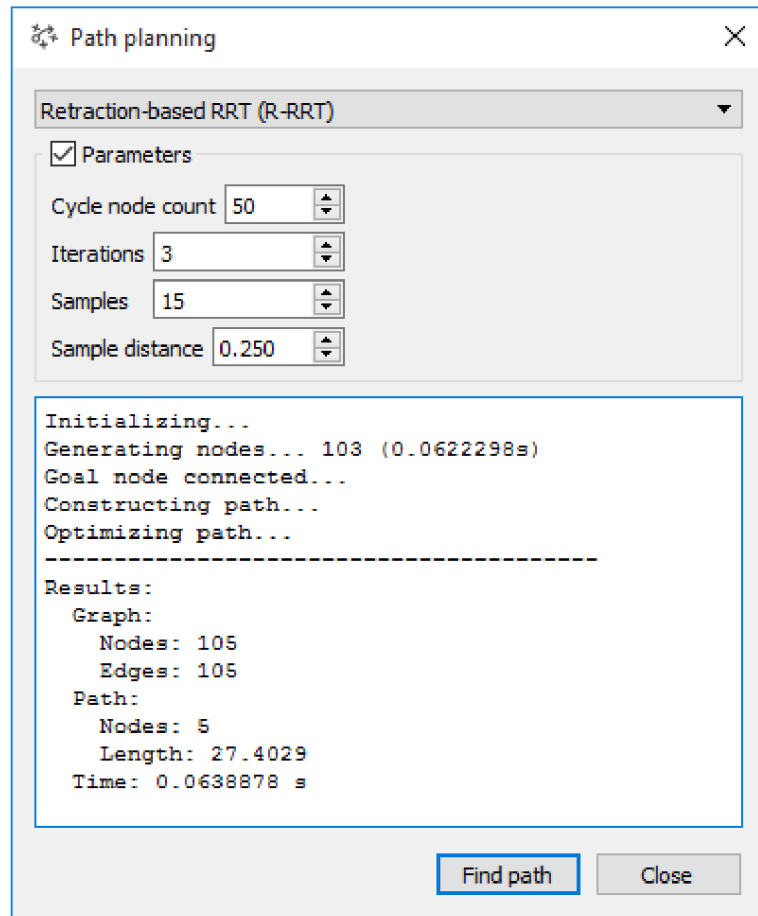 Path planning
Retraction-based RRT (R-RRT)
Parameters
Cycle node count 50
Iterations 3
Samples 15
Sample distance 0.250
Initializing...
Generating nodes... 103 (0.0622298s)
Goal node connected...
Constructing path...
Optimizing path...
----------------------------------------
Results:
Graph:
Nodes: 105
Edges: 105
Path:
Nodes: 5
Length: 27.4029
Time: 0.0638878 s
Find path Close